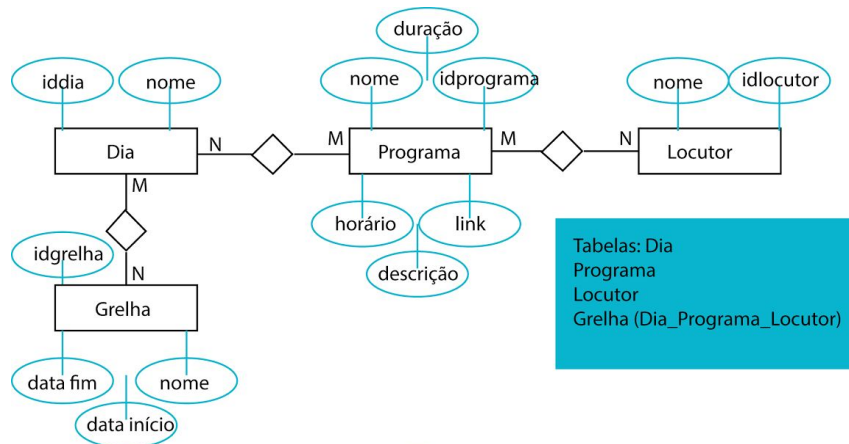 duração
iddia
nome
nome
idprograma
nome
idlocutor
Dia
N
M
Programa
M
N
Locutor
M
horário
link
descrição
idgrelha
N
Grelha
data fim
nome
data início
Tabelas: Dia
Programa
Locutor
Grelha (Dia_Programa_Locutor)